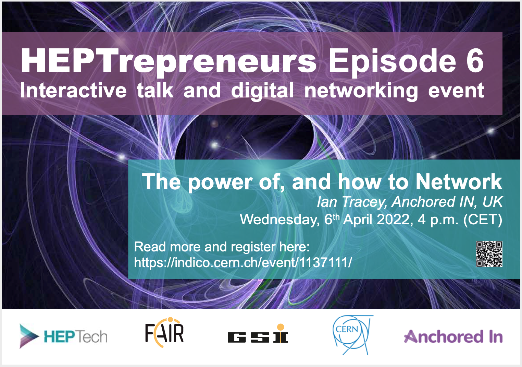 HEPTrepreneurs Episode 6
Interactive talk and digital networking event
The power of, and how to Network
Ian Tracey, Anchored IN, UK
Wednesday, 6th April 2022, 4 p.m. (CET)
Read more and register here:
https://indico.cern.ch/event/1137111/
HEPTech
FAIR
GSI
CERN
Anchored In